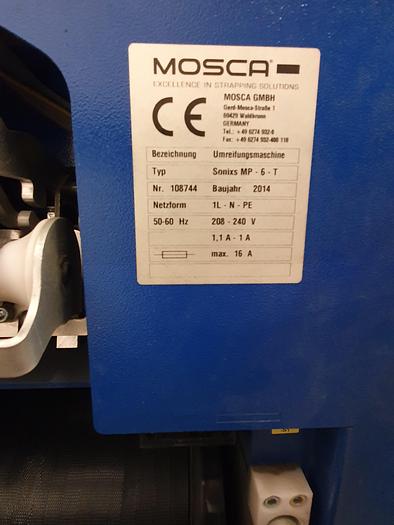 MOSCA
EXCELLENCE IN STRAPPING SOLUTIONS
CE
MOSCA GMBH
Gerd-Mosca-Straße 1
69429 Waldbrunn
GERMANY
Tel.: +49 6274 932-0
Fax: +49 6274 932-400 118
Bezeichnung Umreifungsmaschine
Typ Sonixs MP - 6 - T
Nr. 108744 Baujahr 2014
Netzform 1L - N - PE
50-60 Hz 208 - 240 V
1,1 A - 1 A
max. 16 A